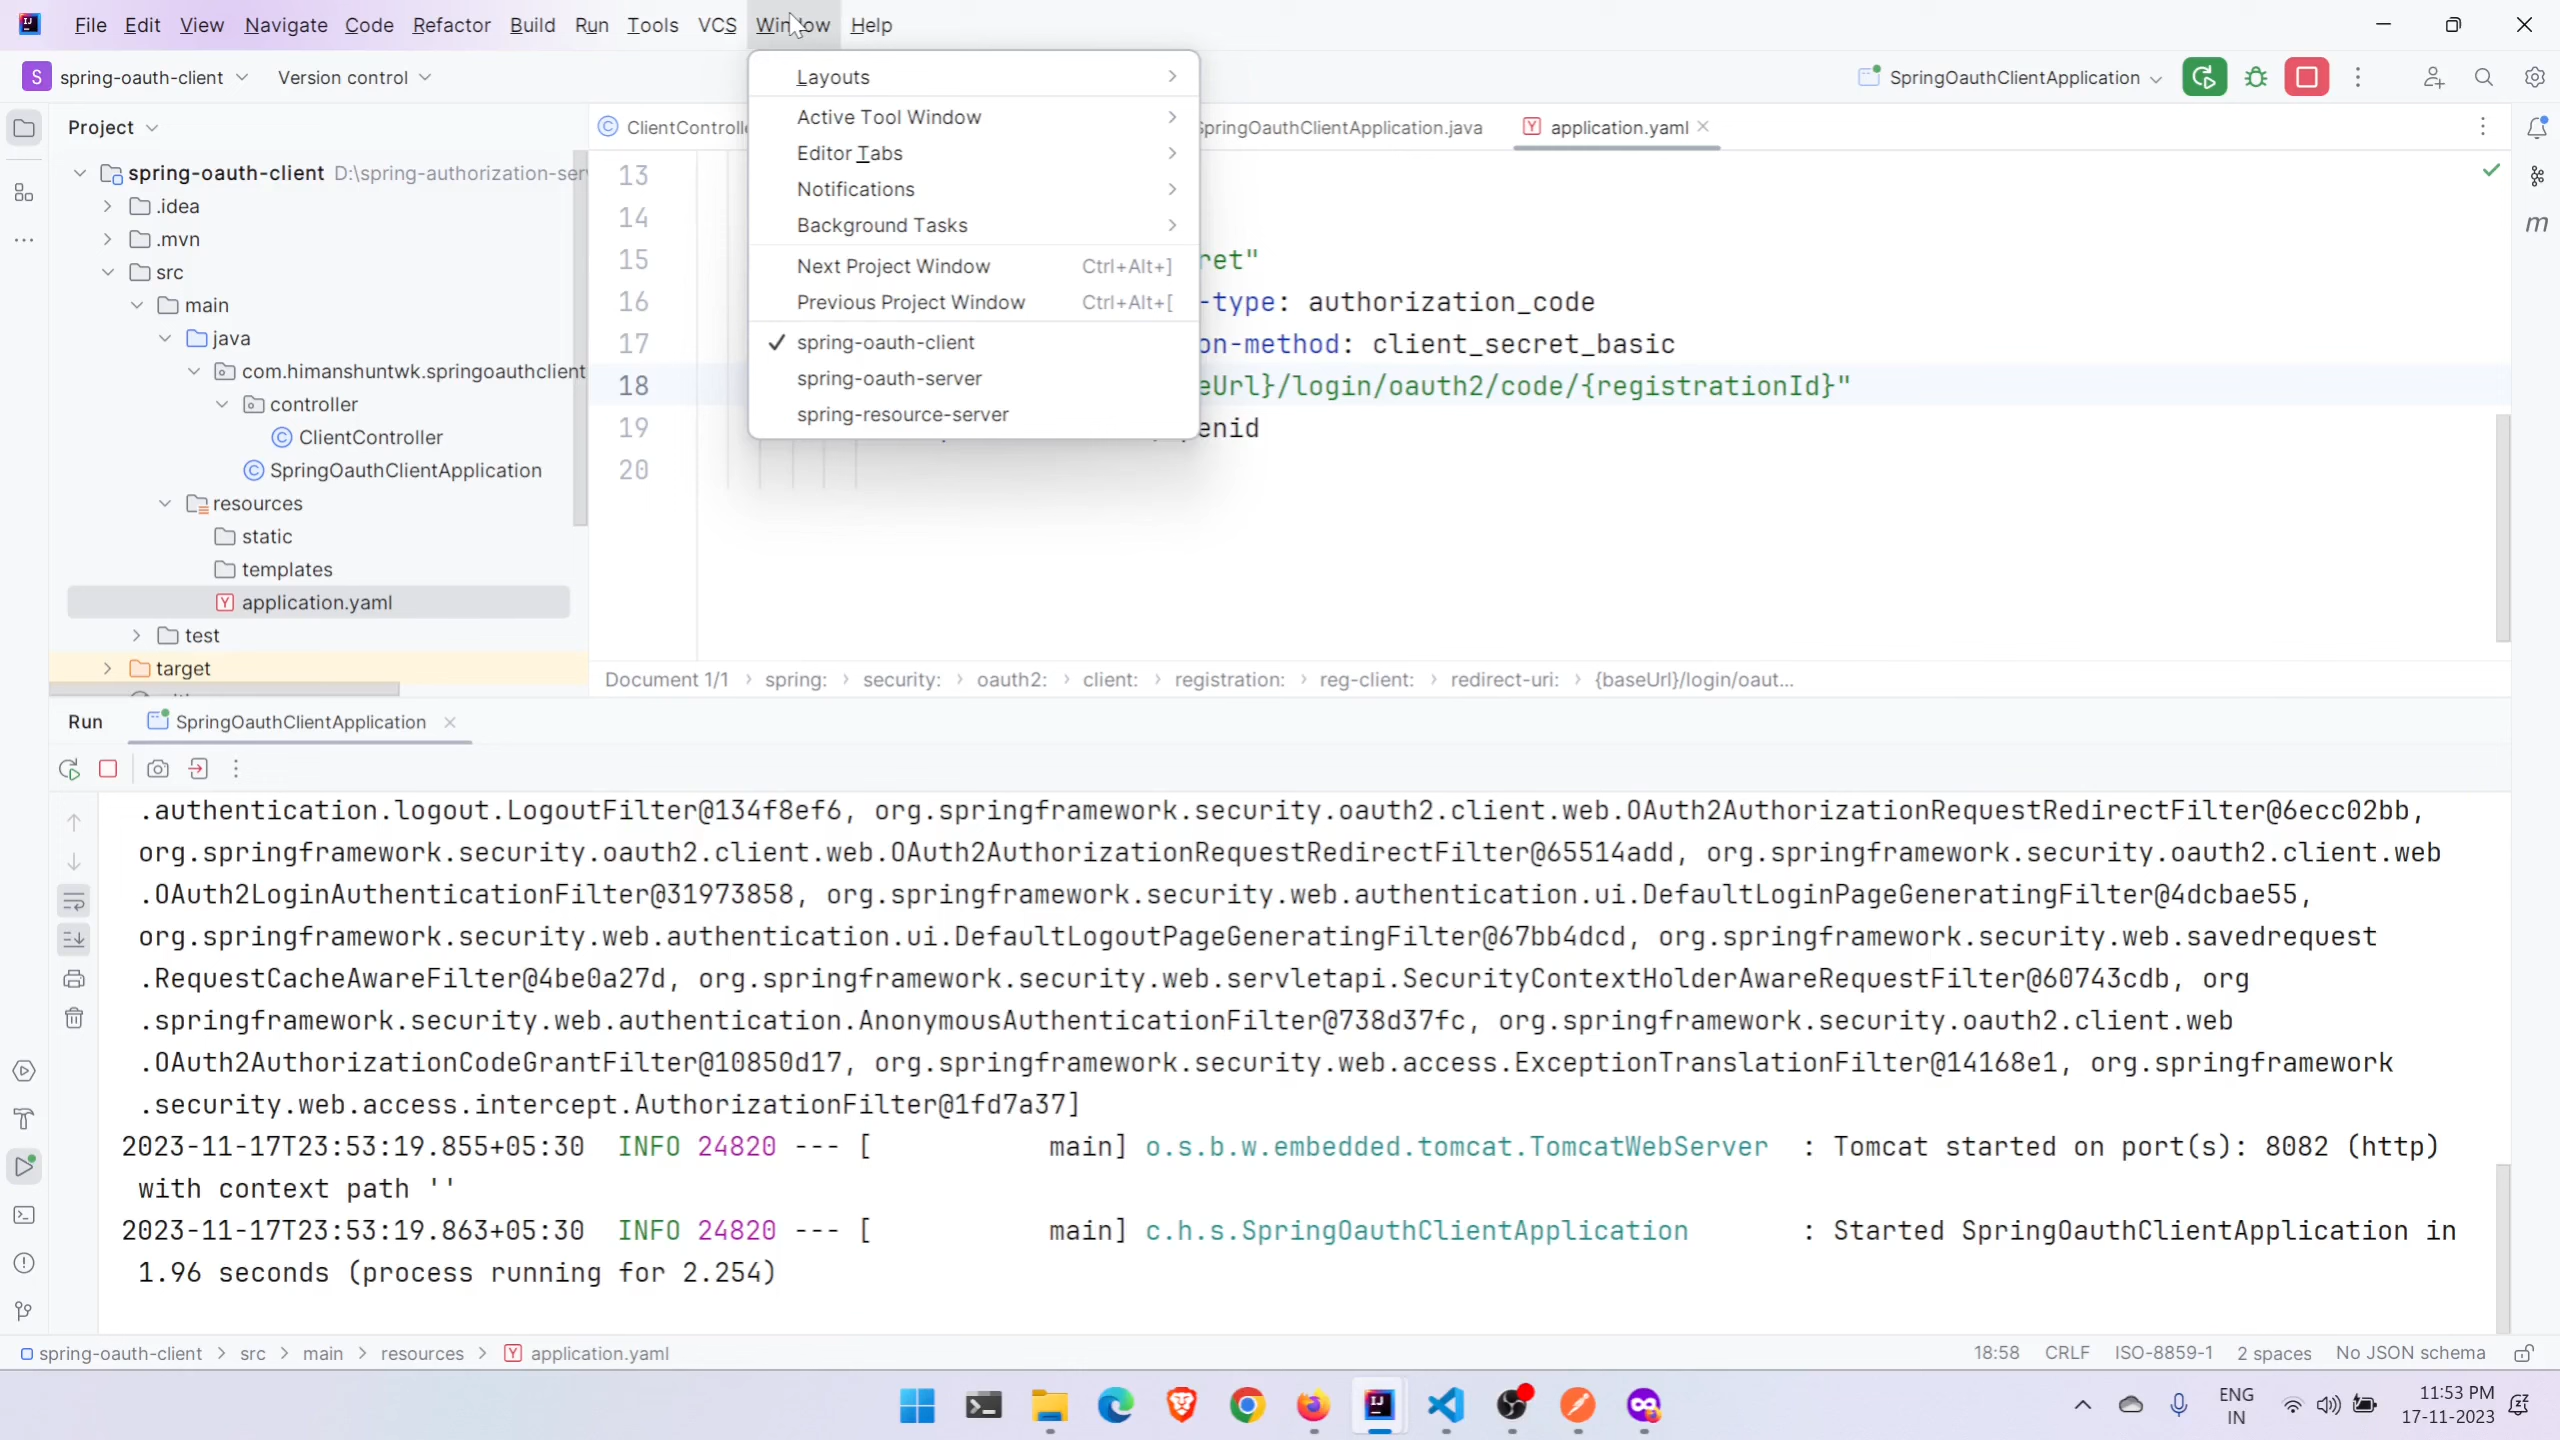 File Edit View Navigate Code Refactor Build Run Tools VCS Window Help
S spring-oauth-client Version control SpringOauthClientApplication
Project
spring-oauth-client D:\spring-authorization-ser
.idea
.mvn
src
main
java
com.himanshuntwk.springoauthclient
controller
ClientController
SpringOauthClientApplication
resources
static
templates
application.yaml
test
target
Layouts
Active Tool Window
Editor Tabs
Notifications
Background Tasks
Next Project Window Ctrl+Alt+]
Previous Project Window Ctrl+Alt+[
spring-oauth-client
spring-oauth-server
spring-resource-server
ClientControlle SpringOauthClientApplication.java application.yaml
13
14
15 ret"
16 -type: authorization_code
17 on-method: client_secret_basic
18 eUrl}/login/oauth2/code/{registrationId}"
19 enid
20
Document 1/1 › spring: › security: › oauth2: › client: › registration: › reg-client: › redirect-uri: › {baseUrl}/login/oaut...
Run SpringOauthClientApplication
.authentication.logout.LogoutFilter@134f8ef6, org.springframework.security.oauth2.client.web.OAuth2AuthorizationRequestRedirectFilter@6ecc02bb,
org.springframework.security.oauth2.client.web.OAuth2AuthorizationRequestRedirectFilter@65514add, org.springframework.security.oauth2.client.web
.OAuth2LoginAuthenticationFilter@31973858, org.springframework.security.web.authentication.ui.DefaultLoginPageGeneratingFilter@4dcbae55,
org.springframework.security.web.authentication.ui.DefaultLogoutPageGeneratingFilter@67bb4dcd, org.springframework.security.web.savedrequest
.RequestCacheAwareFilter@4be0a27d, org.springframework.security.web.servletapi.SecurityContextHolderAwareRequestFilter@60743cdb, org
.springframework.security.web.authentication.AnonymousAuthenticationFilter@738d37fc, org.springframework.security.oauth2.client.web
.OAuth2AuthorizationCodeGrantFilter@10850d17, org.springframework.security.web.access.ExceptionTranslationFilter@14168e1, org.springframework
.security.web.access.intercept.AuthorizationFilter@1fd7a37]
2023-11-17T23:53:19.855+05:30 INFO 24820 --- [ main] o.s.b.w.embedded.tomcat.TomcatWebServer : Tomcat started on port(s): 8082 (http)
with context path ''
2023-11-17T23:53:19.863+05:30 INFO 24820 --- [ main] c.h.s.SpringOauthClientApplication : Started SpringOauthClientApplication in
1.96 seconds (process running for 2.254)
spring-oauth-client › src › main › resources › application.yaml 18:58 CRLF ISO-8859-1 2 spaces No JSON schema
ENG
IN
11:53 PM
17-11-2023